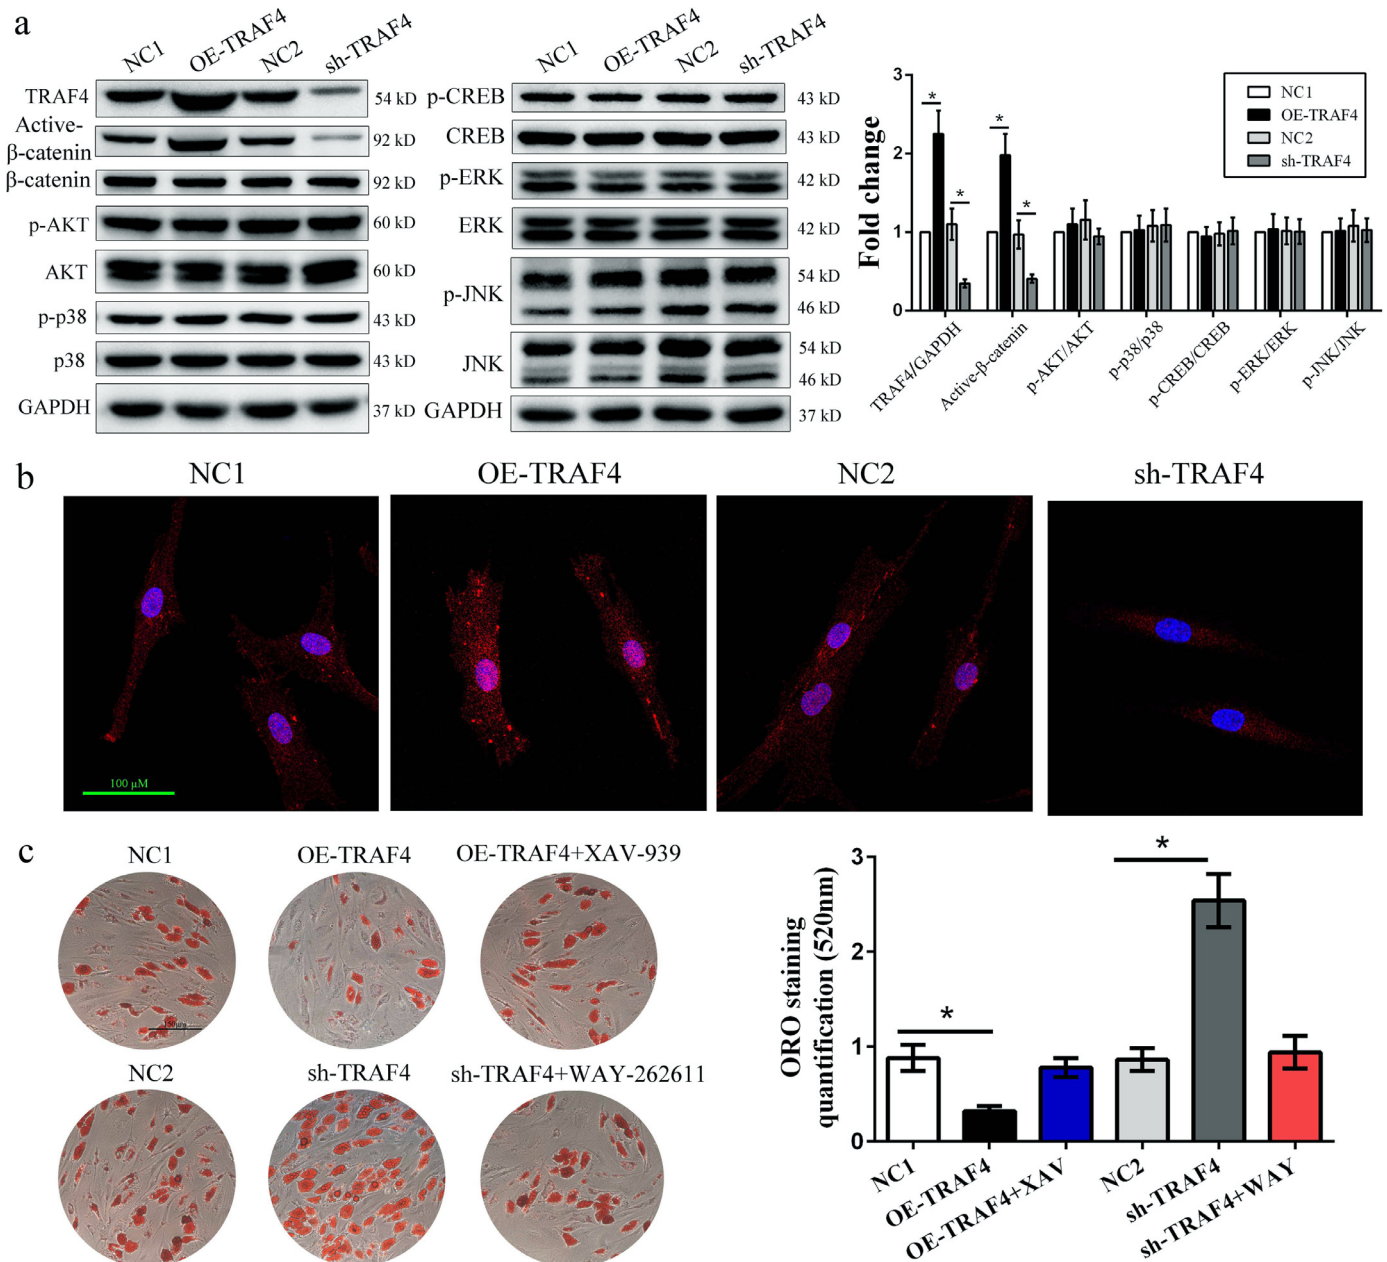 a
NC1 OE-TRAF4 NC2 sh-TRAF4
TRAF4 54 kD
Active-
β-catenin 92 kD
β-catenin 92 kD
p-AKT 60 kD
AKT 60 kD
p-p38 43 kD
p38 43 kD
GAPDH 37 kD
NC1 OE-TRAF4 NC2 sh-TRAF4
p-CREB 43 kD
CREB 43 kD
p-ERK 42 kD
ERK 42 kD
p-JNK 54 kD
46 kD
JNK 54 kD
46 kD
GAPDH 37 kD
Fold change
3
2
1
0
* * * *
NC1
OE-TRAF4
NC2
sh-TRAF4
TRAF4/GAPDH
Active-β-catenin
p-AKT/AKT
p-p38/p38
p-CREB/CREB
p-ERK/ERK
p-JNK/JNK
b
NC1 OE-TRAF4 NC2 sh-TRAF4
100 μM
c
NC1 OE-TRAF4 OE-TRAF4+XAV-939
150μm
NC2 sh-TRAF4 sh-TRAF4+WAY-262611
ORO staining
quantification (520nm)
3
2
1
0
* *
NC1
OE-TRAF4
OE-TRAF4+XAV
NC2
sh-TRAF4
sh-TRAF4+WAY